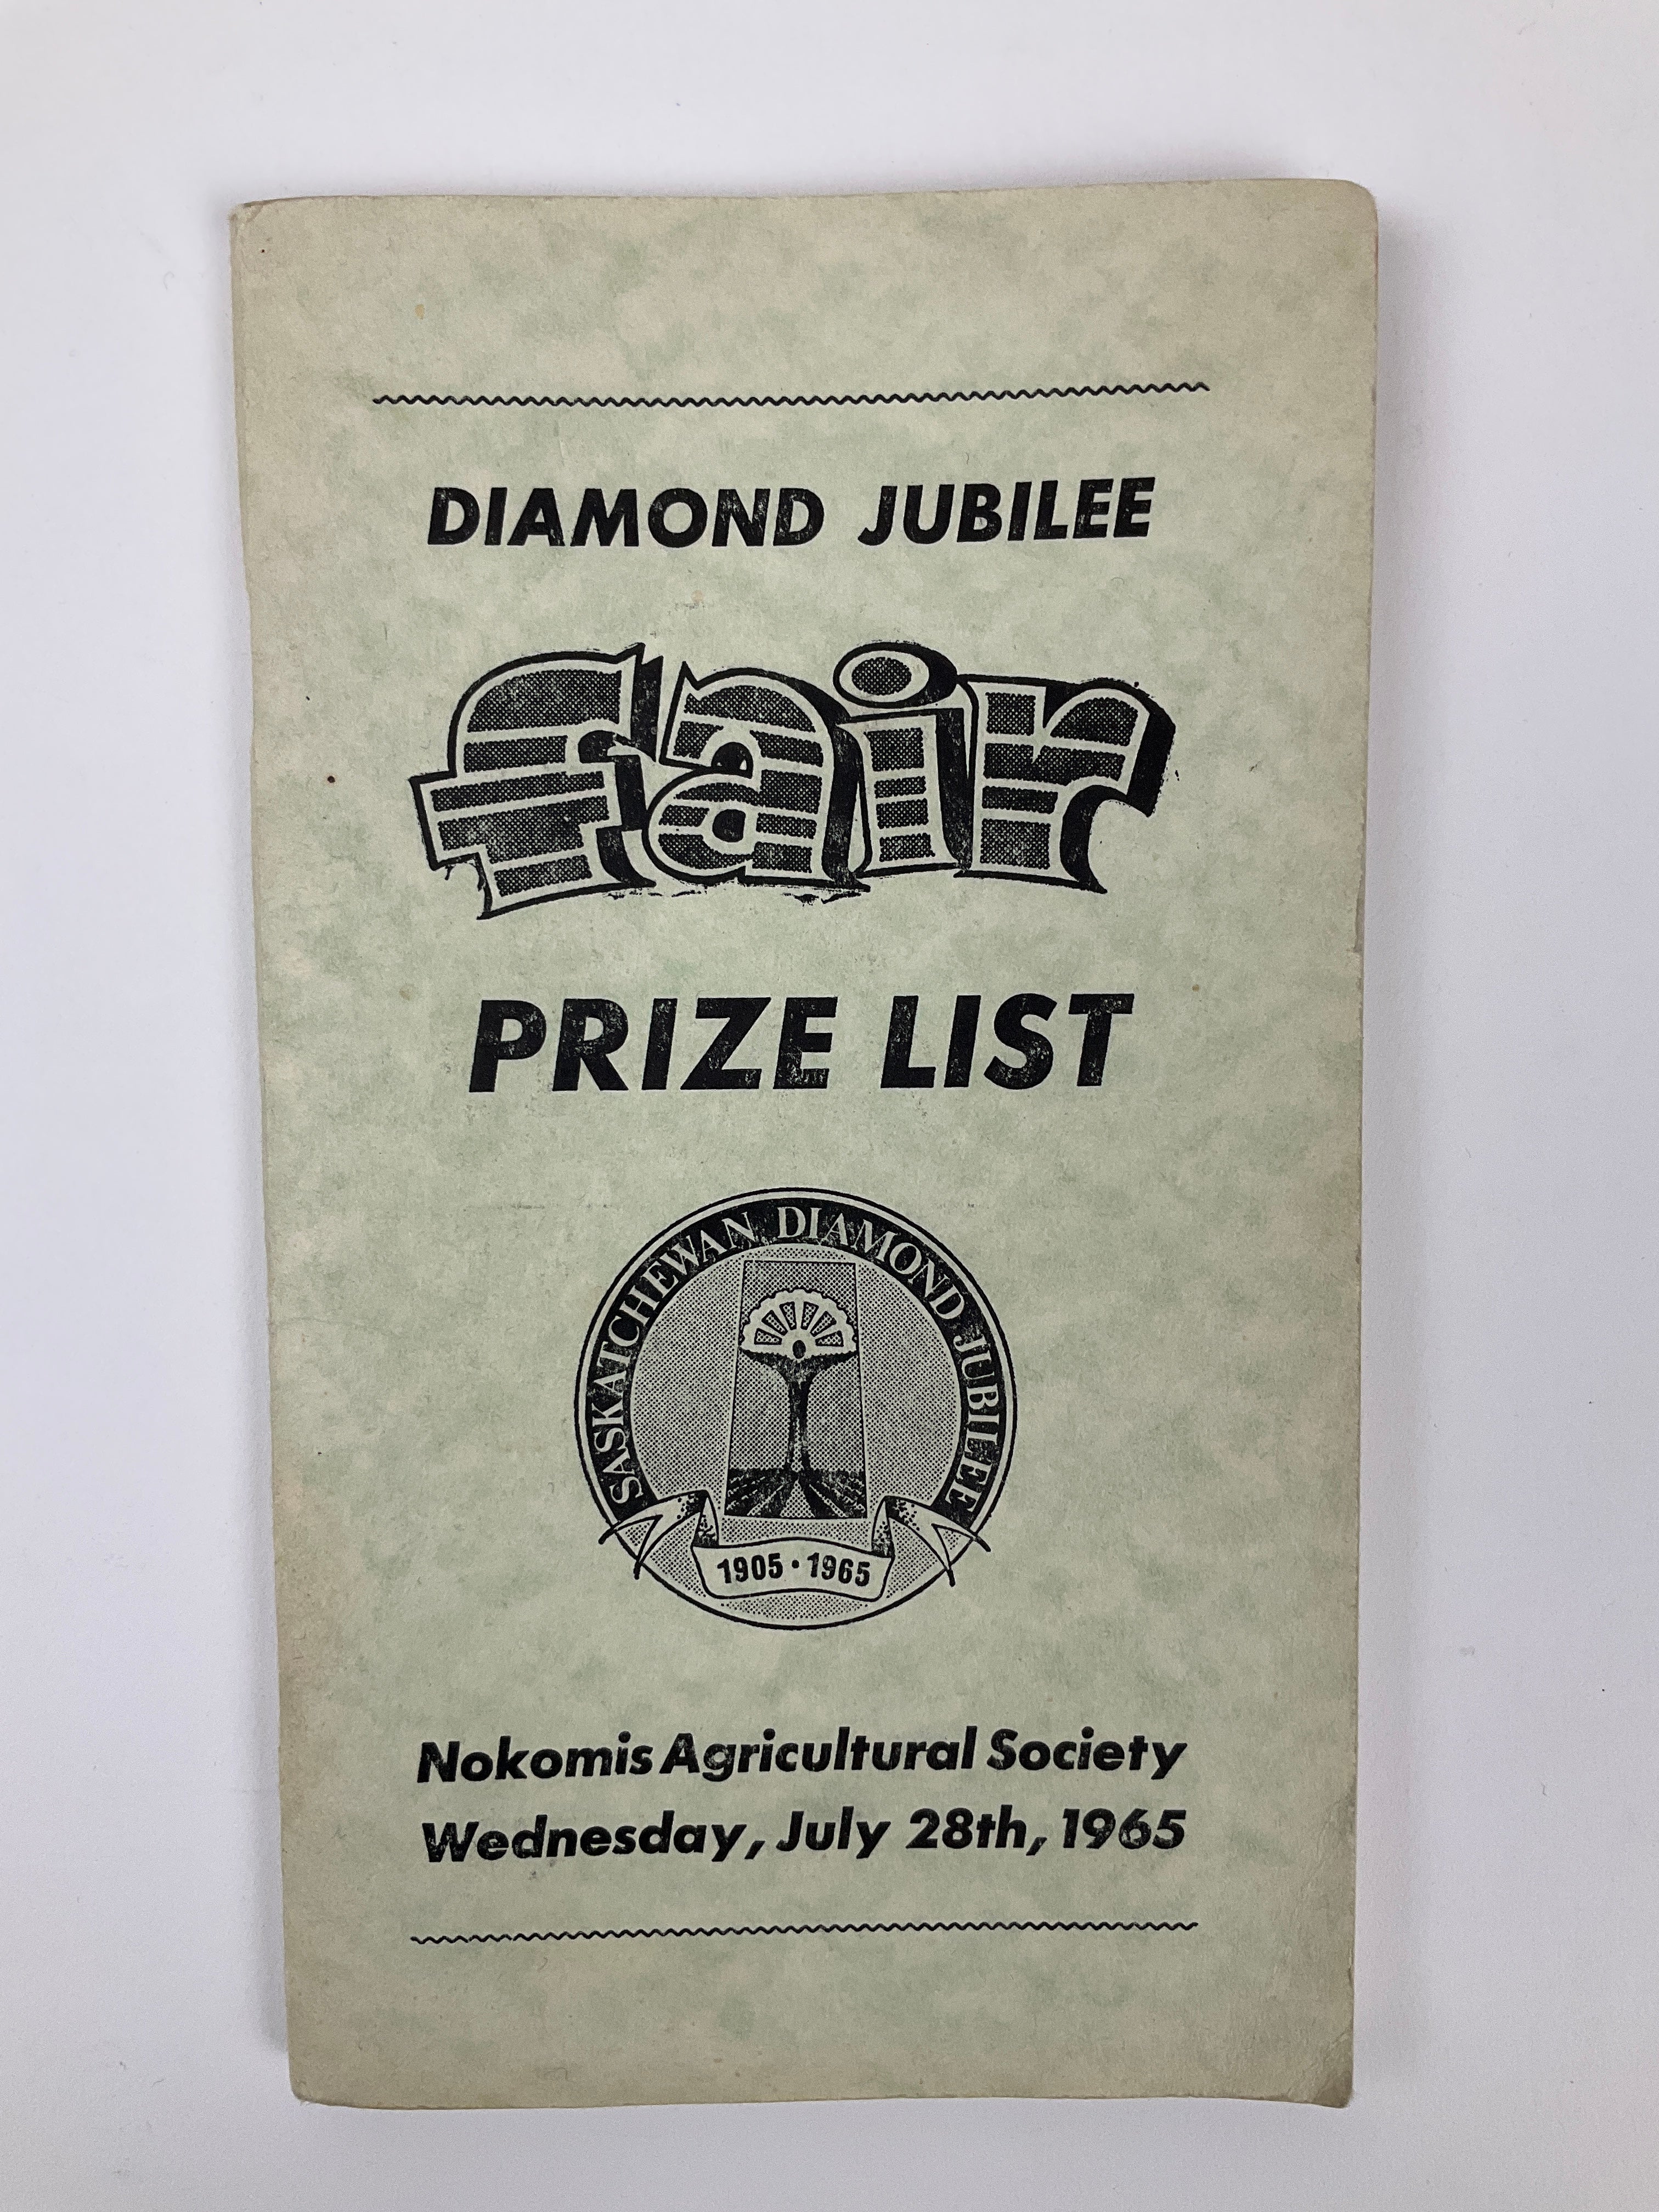 DIAMOND JUBILEE
fair
PRIZE LIST
SASKATCHEWAN DIAMOND JUBILEE
1905 • 1965
Nokomis Agricultural Society
Wednesday, July 28th, 1965